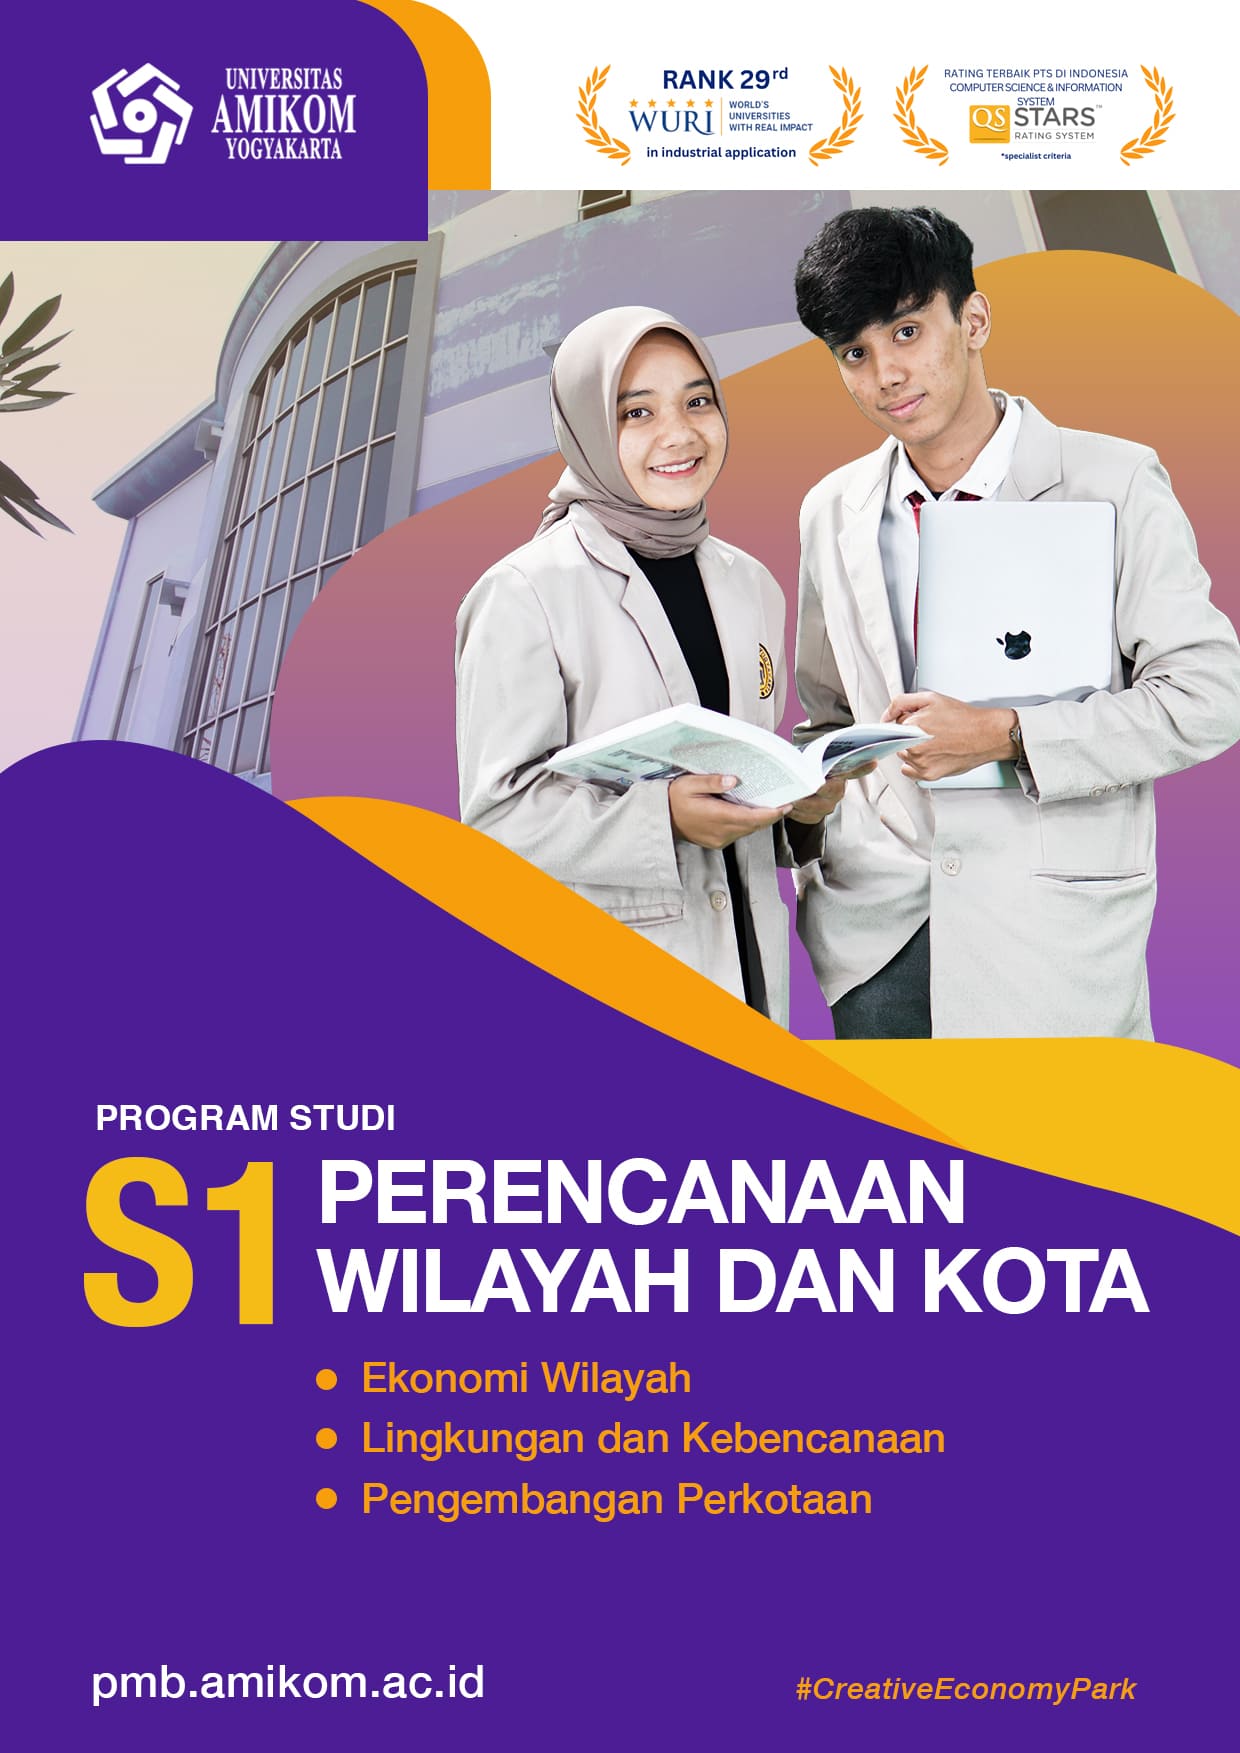 UNIVERSITAS
AMIKOM
YOGYAKARTA
RANK 29rd
WURI
WORLD'S
UNIVERSITIES
WITH REAL IMPACT
in industrial application
RATING TERBAIK PTS DI INDONESIA
COMPUTER SCIENCE & INFORMATION
SYSTEM
QS STARS™
RATING SYSTEM
*specialist criteria
PROGRAM STUDI
S1 PERENCANAAN
WILAYAH DAN KOTA
● Ekonomi Wilayah
● Lingkungan dan Kebencanaan
● Pengembangan Perkotaan
pmb.amikom.ac.id
#CreativeEconomyPark